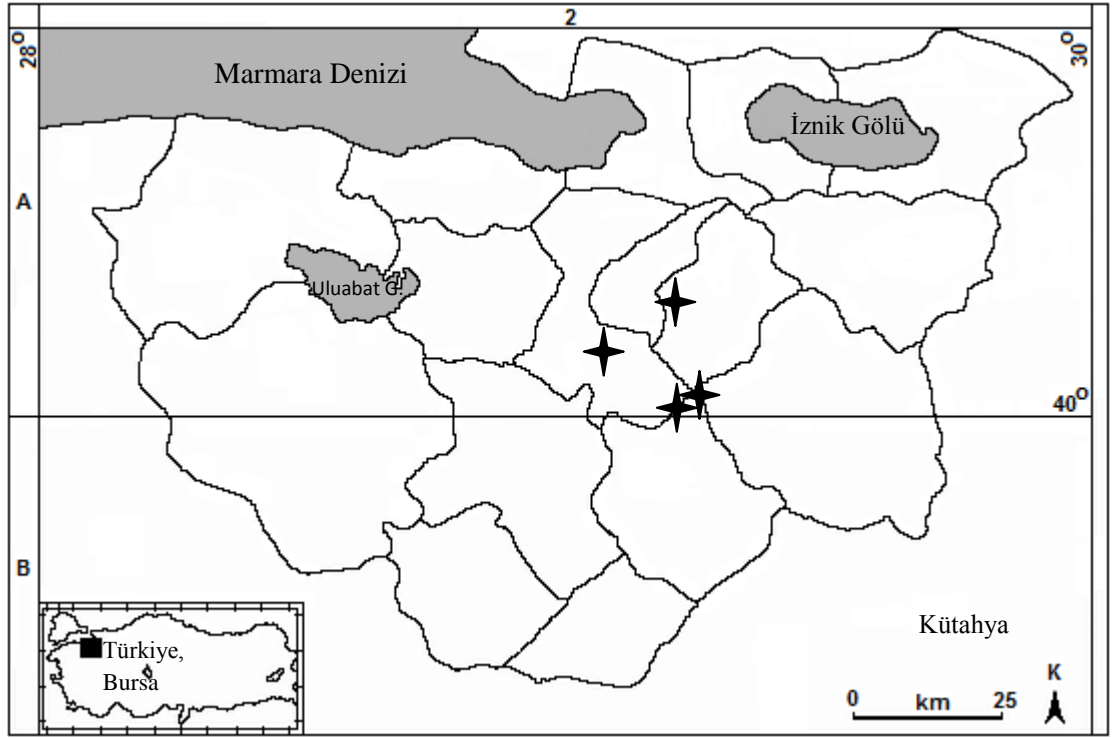 2
28°
30°
Marmara Denizi
İznik Gölü
A
Uluabat G.
40°
B
Kütahya
Türkiye,
Bursa
K
0 km 25